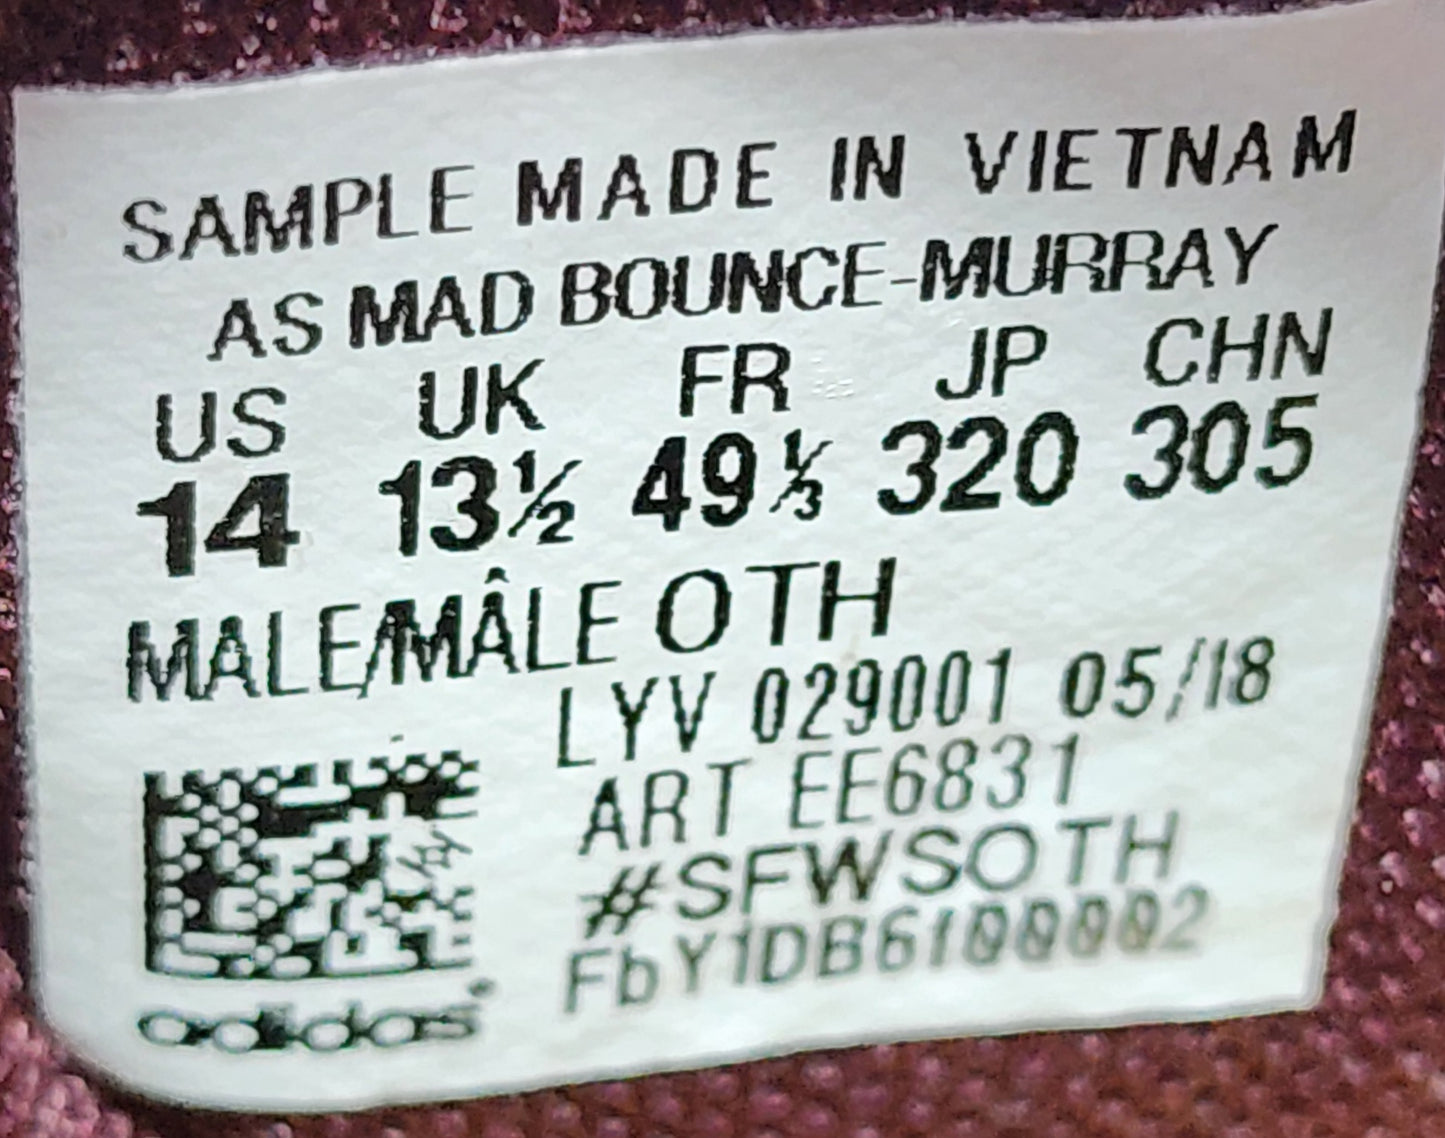 SAMPLE MADE IN VIETNAM
AS MAD BOUNCE-MURRAY
US UK FR JP CHN
14 13½ 49⅓ 320 305
MALE/MÂLE OTH
LYV 029001 05/18
ART EE6831
#SFWSOTH
FbY1DB6100002
adidas